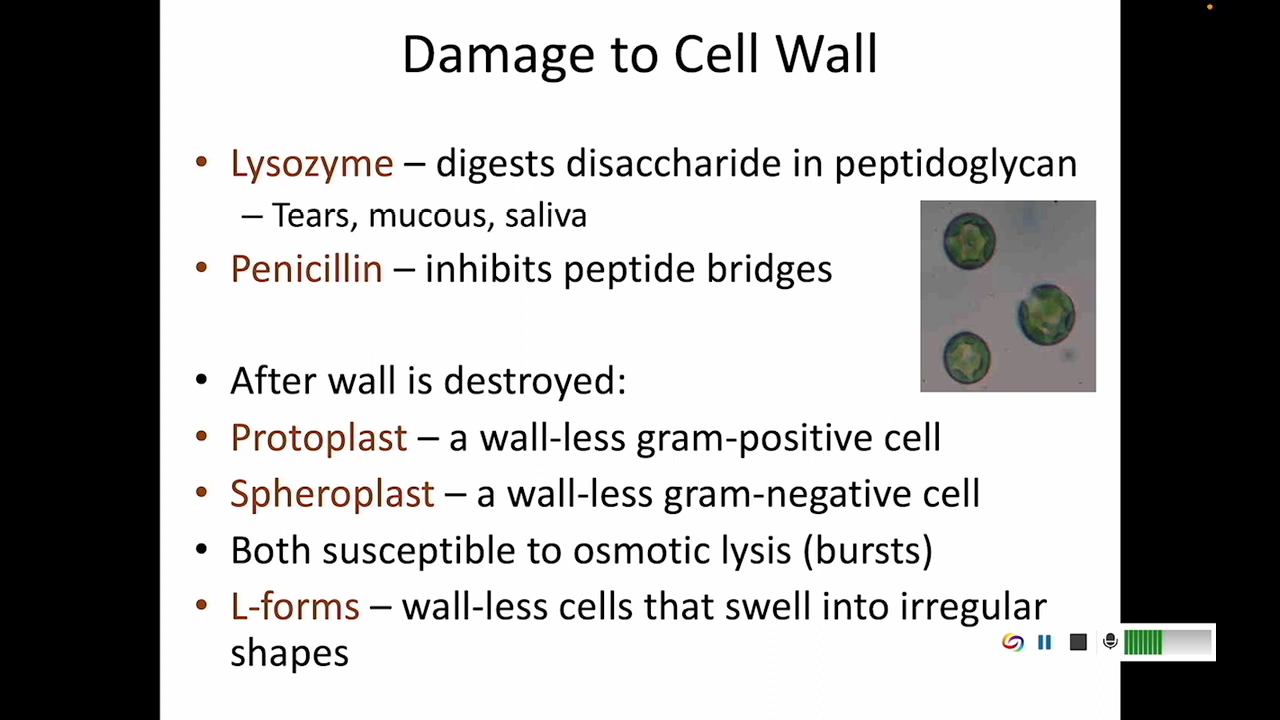 Damage to Cell Wall
• Lysozyme – digests disaccharide in peptidoglycan
– Tears, mucous, saliva
• Penicillin – inhibits peptide bridges
• After wall is destroyed:
• Protoplast – a wall-less gram-positive cell
• Spheroplast – a wall-less gram-negative cell
• Both susceptible to osmotic lysis (bursts)
• L-forms – wall-less cells that swell into irregular
shapes